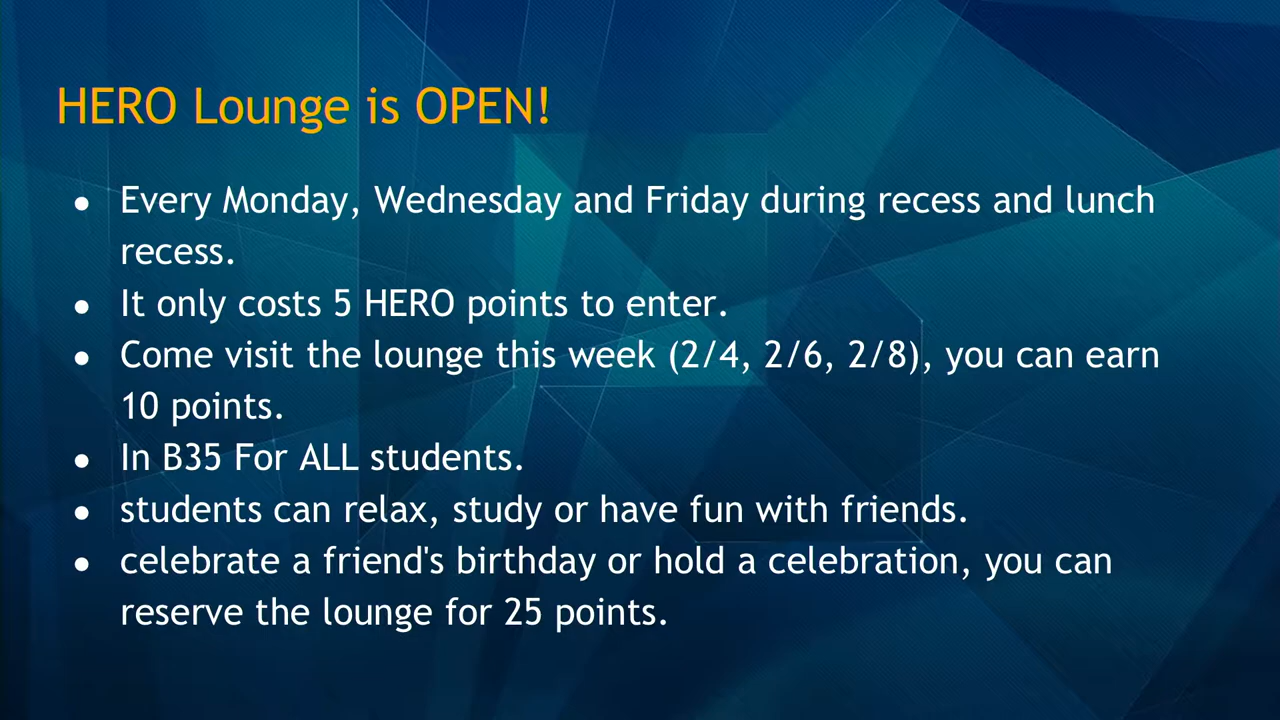 HERO Lounge is OPEN!
● Every Monday, Wednesday and Friday during recess and lunch
recess.
● It only costs 5 HERO points to enter.
● Come visit the lounge this week (2/4, 2/6, 2/8), you can earn
10 points.
● In B35 For ALL students.
● students can relax, study or have fun with friends.
● celebrate a friend's birthday or hold a celebration, you can
reserve the lounge for 25 points.